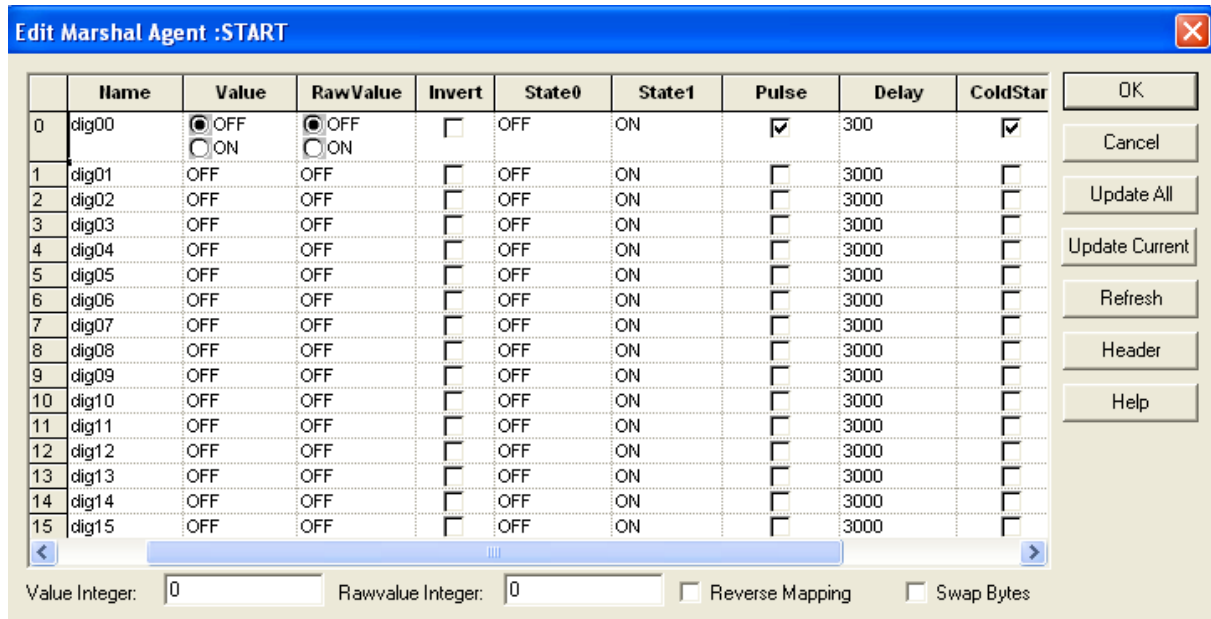 Edit Marshal Agent :START
Name Value RawValue Invert State0 State1 Pulse Delay ColdStar
0 dig00 OFF OFF OFF ON 300
ON ON
1 dig01 OFF OFF OFF ON 3000
2 dig02 OFF OFF OFF ON 3000
3 dig03 OFF OFF OFF ON 3000
4 dig04 OFF OFF OFF ON 3000
5 dig05 OFF OFF OFF ON 3000
6 dig06 OFF OFF OFF ON 3000
7 dig07 OFF OFF OFF ON 3000
8 dig08 OFF OFF OFF ON 3000
9 dig09 OFF OFF OFF ON 3000
10 dig10 OFF OFF OFF ON 3000
11 dig11 OFF OFF OFF ON 3000
12 dig12 OFF OFF OFF ON 3000
13 dig13 OFF OFF OFF ON 3000
14 dig14 OFF OFF OFF ON 3000
15 dig15 OFF OFF OFF ON 3000
OK
Cancel
Update All
Update Current
Refresh
Header
Help
Value Integer: 0 Rawvalue Integer: 0 Reverse Mapping Swap Bytes